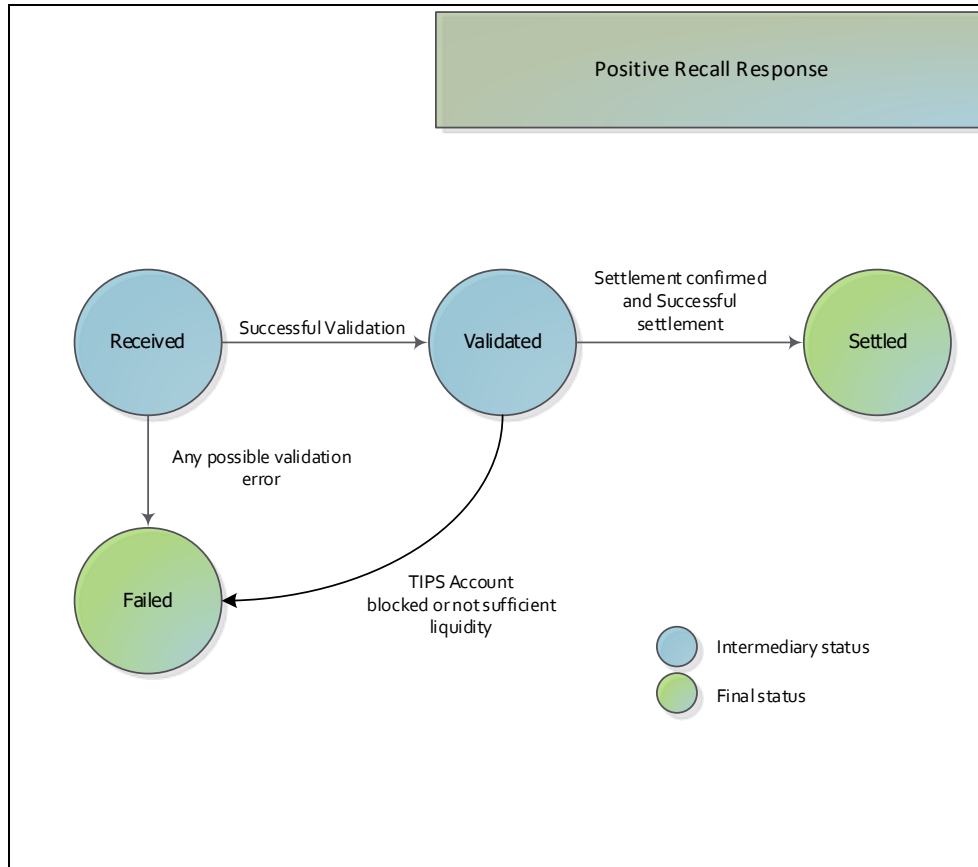 Positive Recall Response
Settlement confirmed
and Successful
settlement
Received
Successful Validation
Validated
Settled
Any possible validation
error
Failed
TIPS Account
blocked or not sufficient
liquidity
Intermediary status
Final status